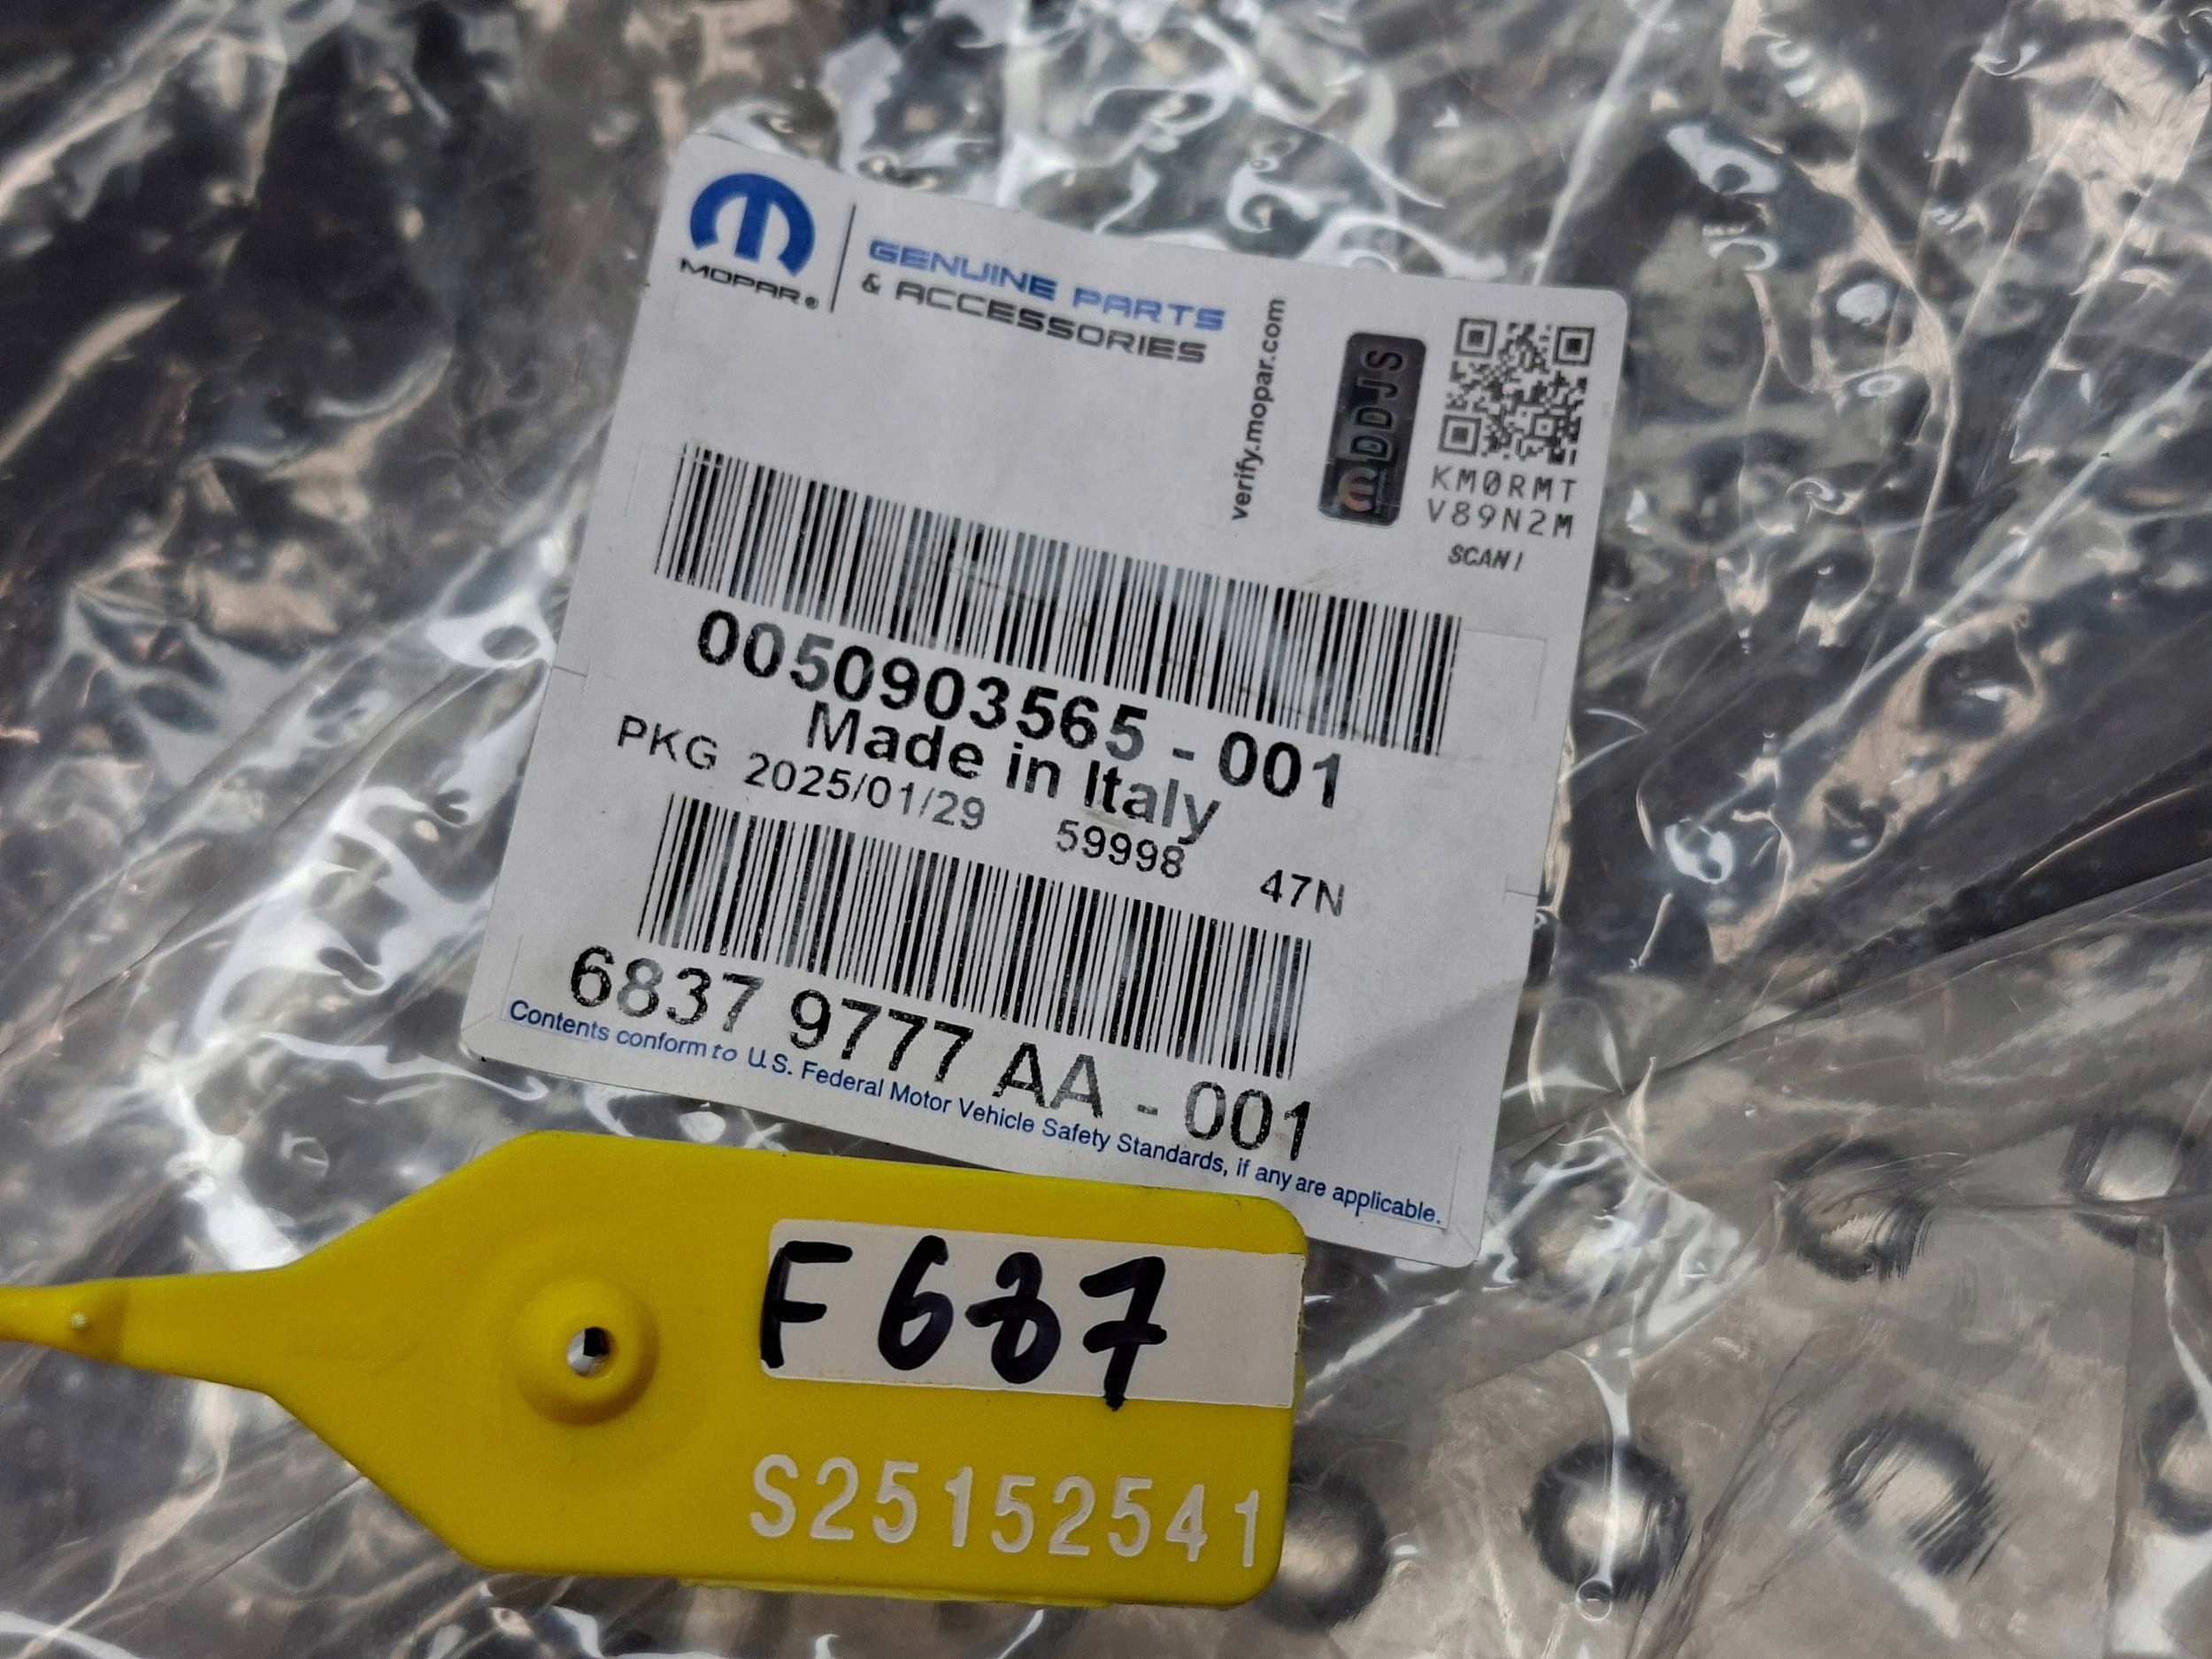 MOPAR®
GENUINE PARTS
& ACCESSORIES
verify.mopar.com
DDJS
KM0RMT
V89N2M
SCAN!
0050903565 - 001
Made in Italy
PKG 2025/01/29 59998 47N
6837 9777 AA - 001
Contents conform to U.S. Federal Motor Vehicle Safety Standards, if any are applicable.
F687
S25152541